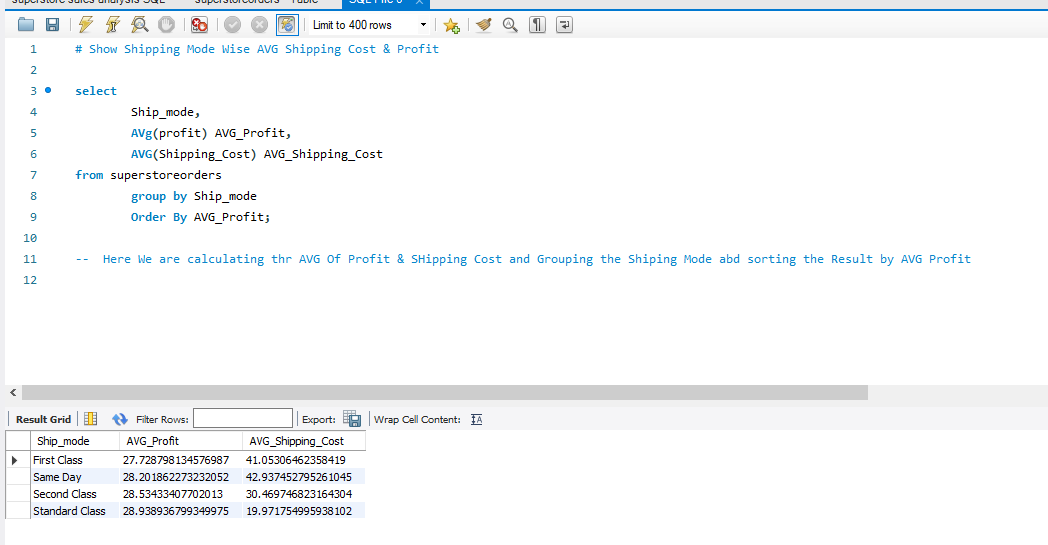 superstore sales analysis SQL superstoreorders - Table SQL File 6 X
Limit to 400 rows
1 # Show Shipping Mode Wise AVG Shipping Cost & Profit
2
3 select
4 Ship_mode,
5 AVg(profit) AVG_Profit,
6 AVG(Shipping_Cost) AVG_Shipping_Cost
7 from superstoreorders
8 group by Ship_mode
9 Order By AVG_Profit;
10
11 -- Here We are calculating thr AVG Of Profit & SHipping Cost and Grouping the Shiping Mode abd sorting the Result by AVG Profit
12
Result Grid Filter Rows: Export: Wrap Cell Content: IA
Ship_mode AVG_Profit AVG_Shipping_Cost
First Class 27.728798134576987 41.05306462358419
Same Day 28.201862273232052 42.937452795261045
Second Class 28.53433407702013 30.469746823164304
Standard Class 28.938936799349975 19.971754995938102